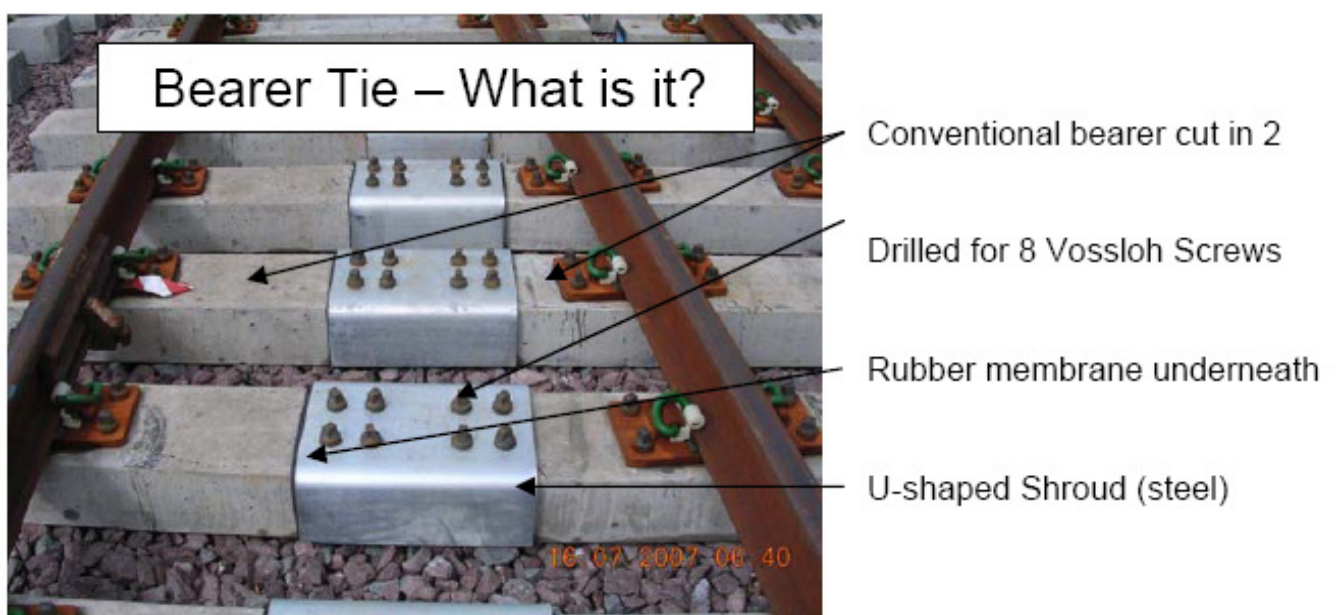 Bearer Tie – What is it?
Conventional bearer cut in 2
Drilled for 8 Vossloh Screws
Rubber membrane underneath
U-shaped Shroud (steel)
16 07 2007 06 40